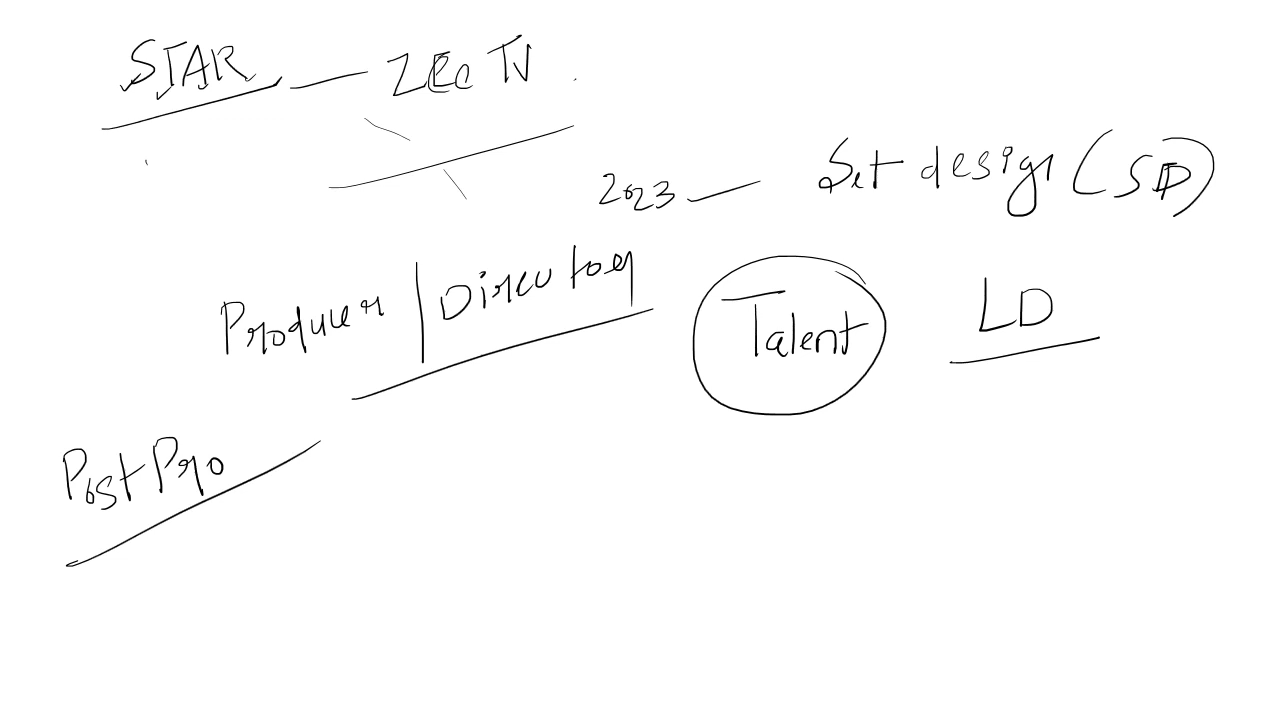 STAR — Zee TV
2023 — Set design (SD)
Producer / Director
Talent
LD
Post Pro